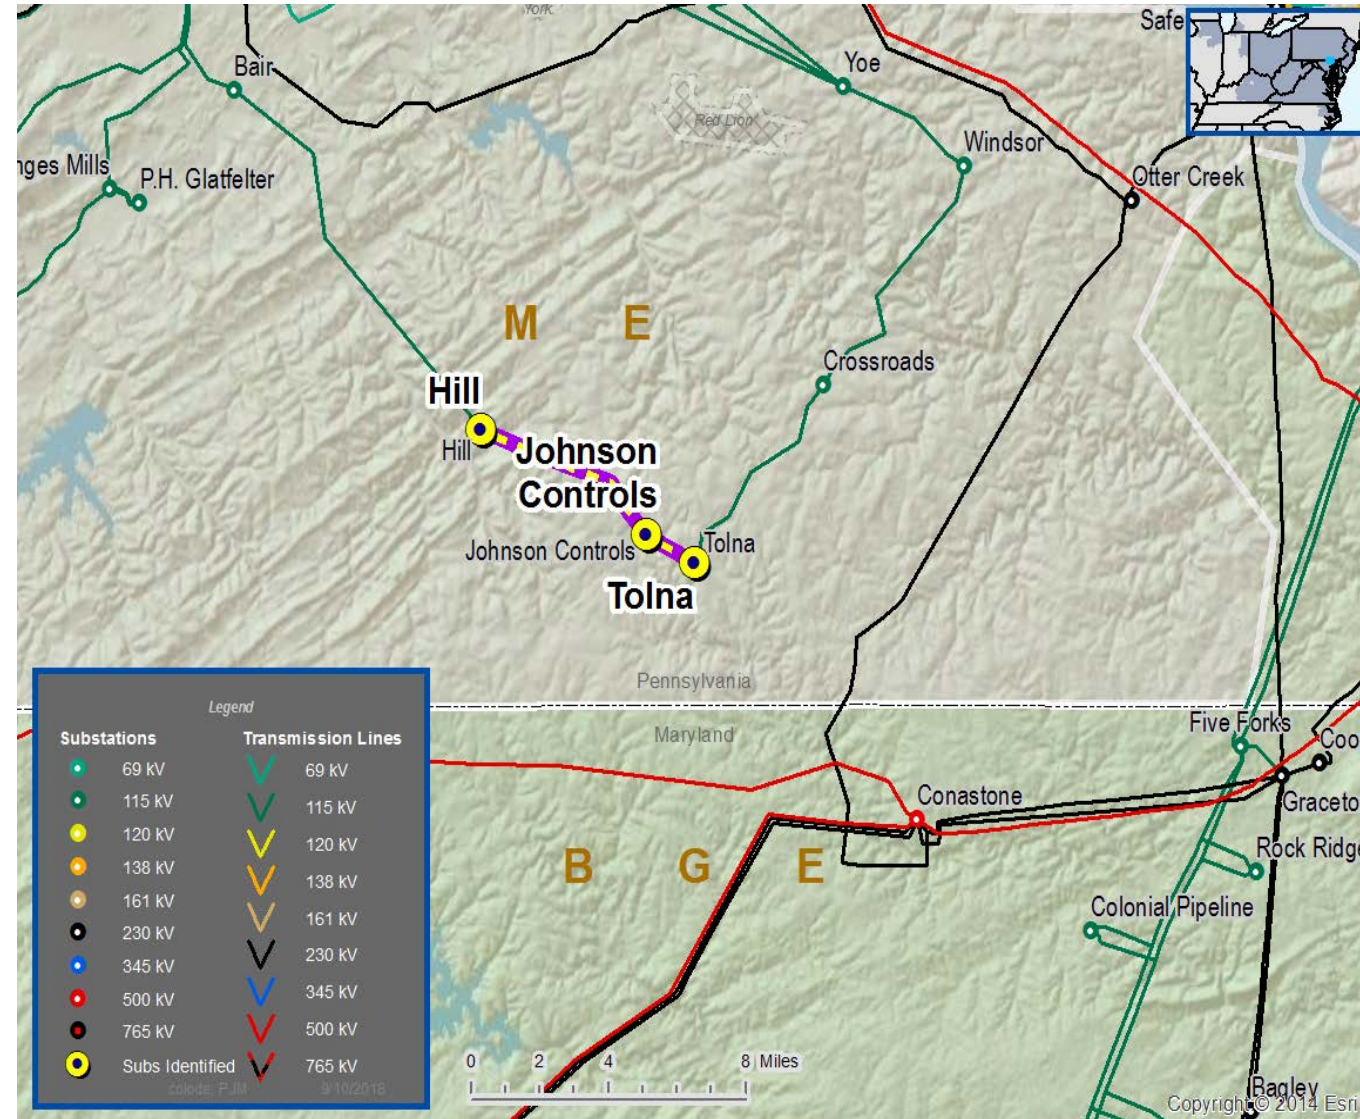 York
Safe
Bair
Yoe
Red Lion
Windsor
nges Mills
P.H. Glatfelter
Otter Creek
M E
Crossroads
Hill
Hill
Johnson
Controls
Johnson Controls
Tolna
Tolna
Pennsylvania
Maryland
Five Forks
Coo
Conastone
Graceto
Rock Ridge
B G E
Colonial Pipeline
Bagley
Legend
Substations
Transmission Lines
69 kV
69 kV
115 kV
115 kV
120 kV
120 kV
138 kV
138 kV
161 kV
161 kV
230 kV
230 kV
345 kV
345 kV
500 kV
500 kV
765 kV
765 kV
Subs Identified
PJM
9/10/2018
0 2 4 8 Miles
Copyright © 2014 Esri